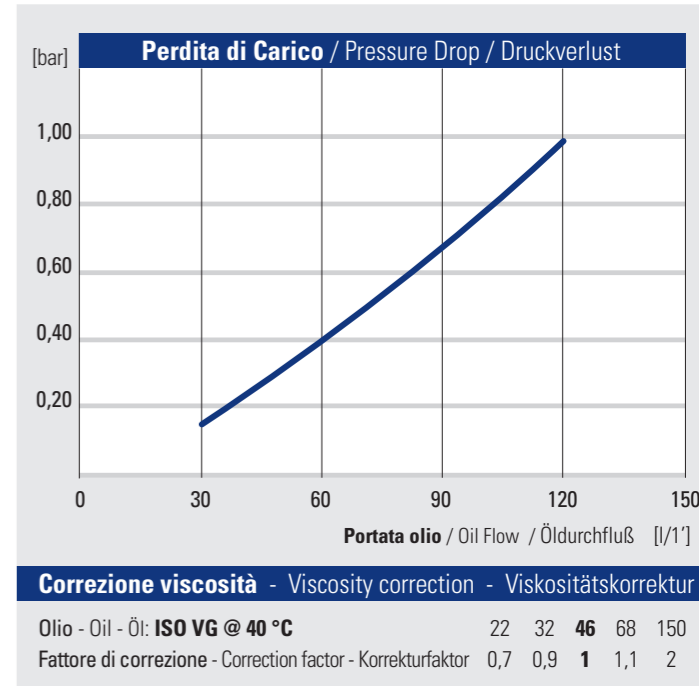 [bar] Perdita di Carico / Pressure Drop / Druckverlust
1,00
0,80
0,60
0,40
0,20
0 30 60 90 120 150
Portata olio / Oil Flow / Öldurchfluß [l/1']
Correzione viscosità - Viscosity correction - Viskositätskorrektur
Olio - Oil - Öl: ISO VG @ 40 °C 22 32 46 68 150
Fattore di correzione - Correction factor - Korrekturfaktor 0,7 0,9 1 1,1 2